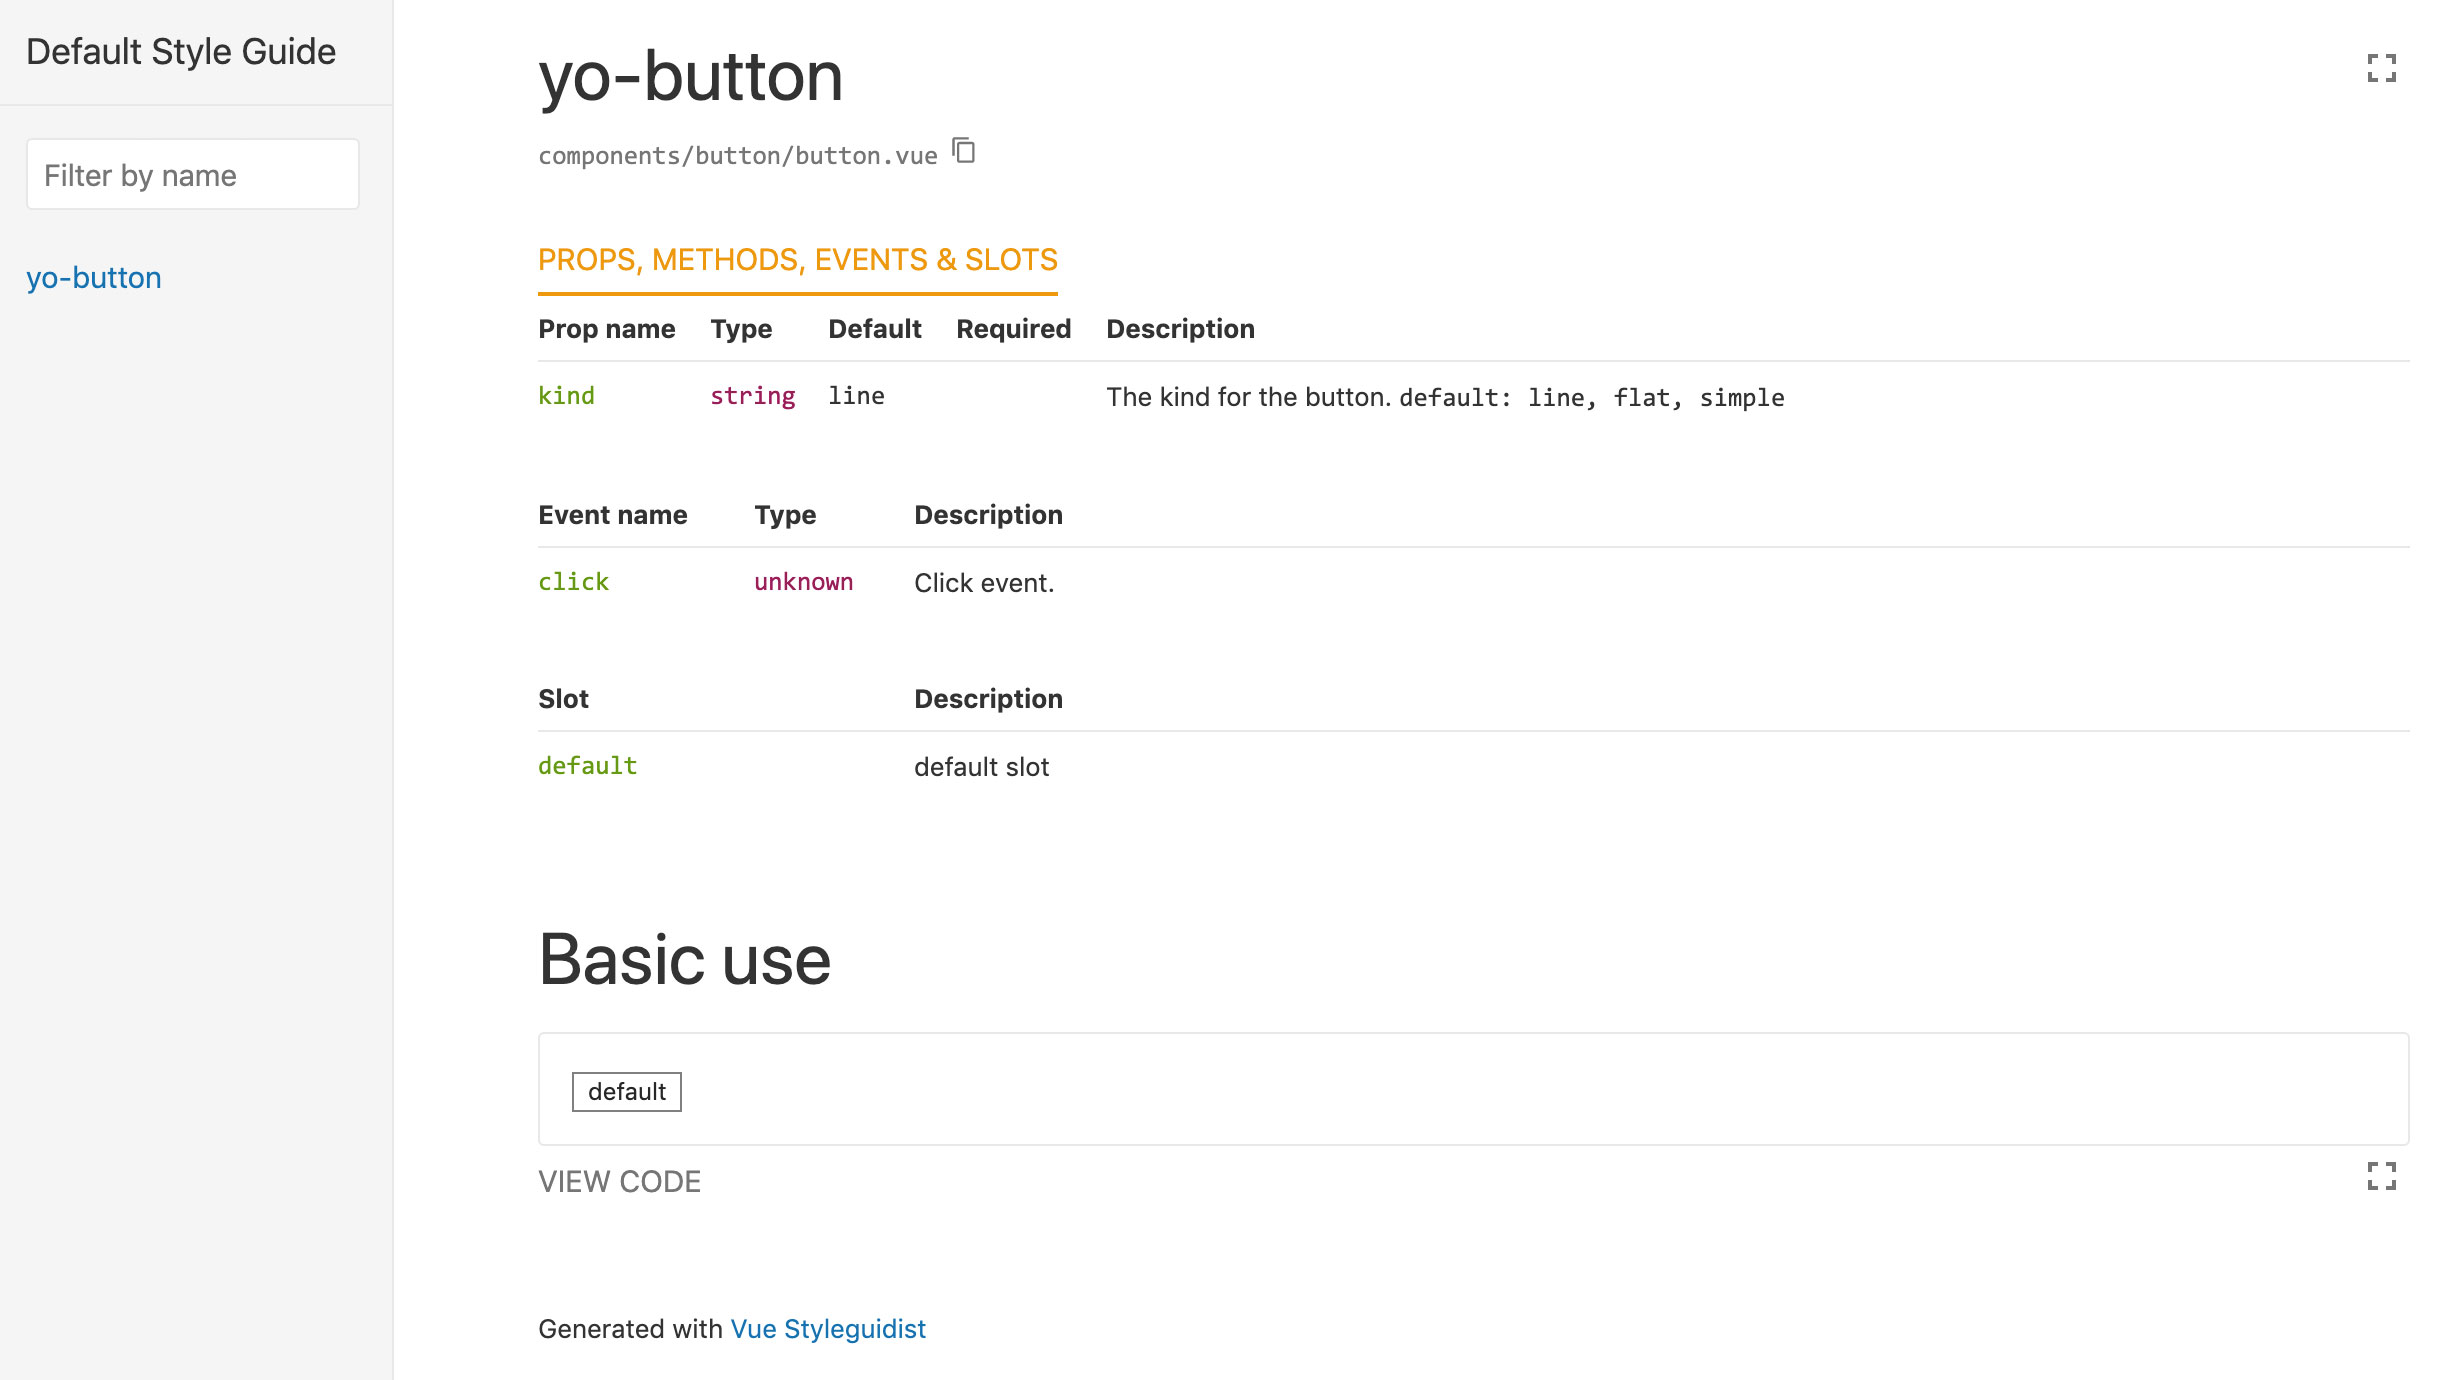 Default Style Guide
Filter by name
yo-button
yo-button
components/button/button.vue
PROPS, METHODS, EVENTS & SLOTS
Prop name Type Default Required Description
kind string line The kind for the button. default: line, flat, simple
Event name Type Description
click unknown Click event.
Slot Description
default default slot
Basic use
default
VIEW CODE
Generated with Vue Styleguidist